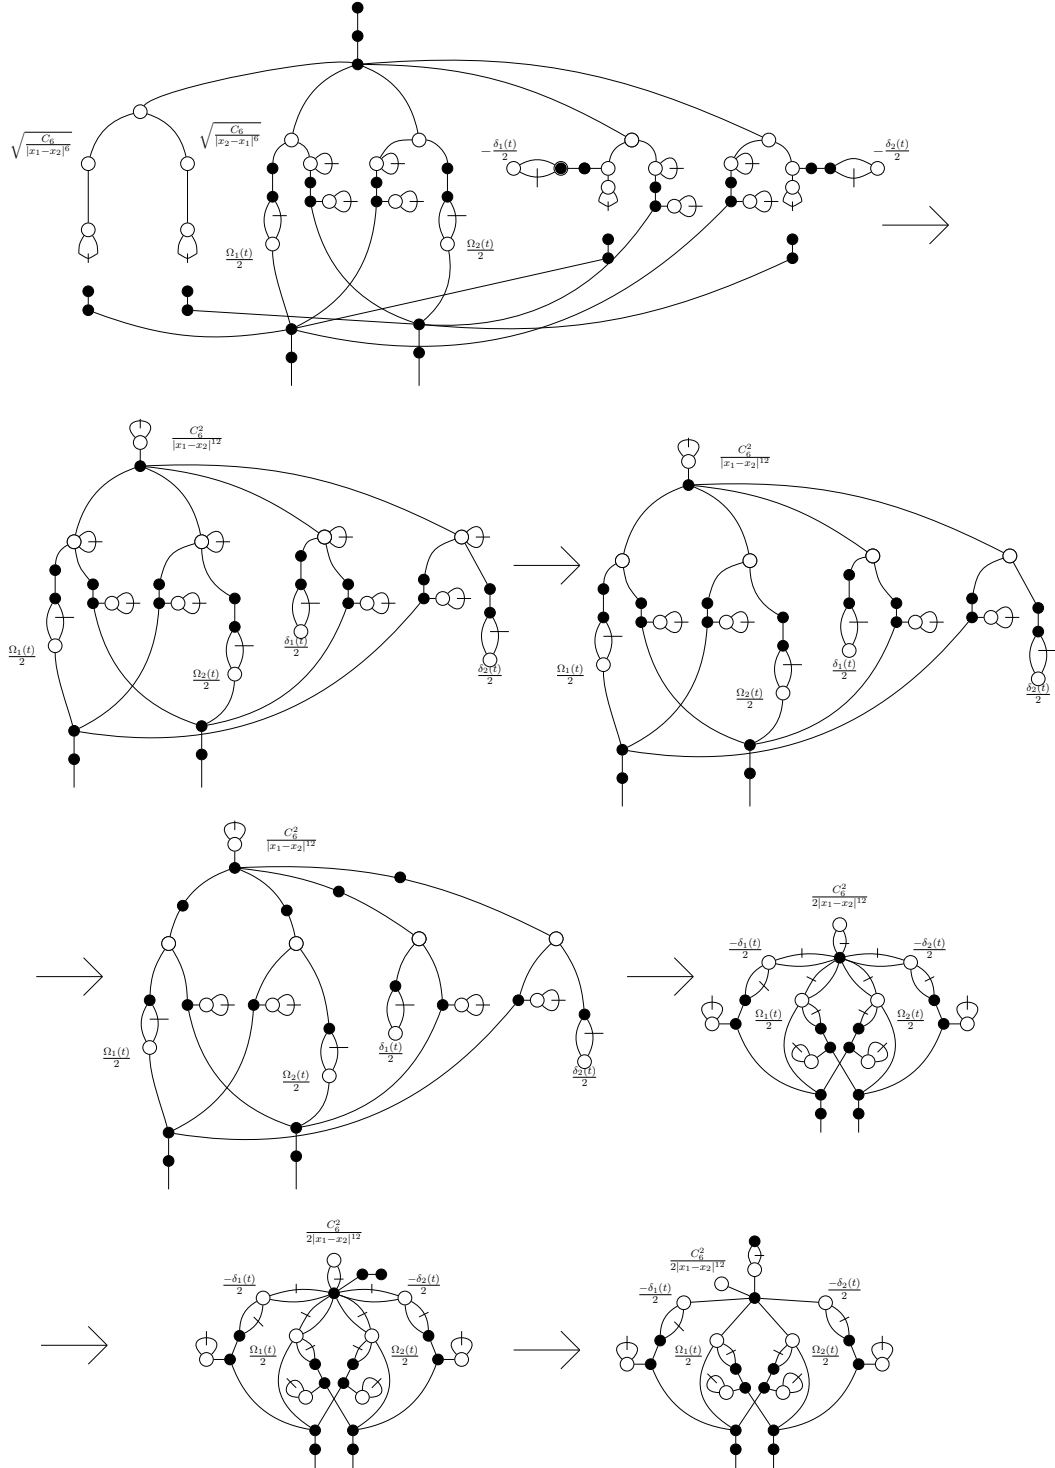 $\sqrt{\frac{C_6}{|x_1-x_2|^6}}$
$\sqrt{\frac{C_6}{|x_2-x_1|^6}}$
$-\frac{\delta_1(t)}{2}$
$-\frac{\delta_2(t)}{2}$
$\frac{\Omega_1(t)}{2}$
$\frac{\Omega_2(t)}{2}$
$\frac{C_6^2}{|x_1-x_2|^{12}}$
$\frac{C_6^2}{|x_1-x_2|^{12}}$
$\frac{\Omega_1(t)}{2}$
$\frac{\Omega_2(t)}{2}$
$\frac{\delta_1(t)}{2}$
$\frac{\delta_2(t)}{2}$
$\frac{\Omega_1(t)}{2}$
$\frac{\Omega_2(t)}{2}$
$\frac{\delta_1(t)}{2}$
$\frac{\delta_2(t)}{2}$
$\frac{C_6^2}{|x_1-x_2|^{12}}$
$\frac{\Omega_1(t)}{2}$
$\frac{\Omega_2(t)}{2}$
$\frac{\delta_1(t)}{2}$
$\frac{\delta_2(t)}{2}$
$\frac{C_6^2}{2|x_1-x_2|^{12}}$
$\frac{-\delta_1(t)}{2}$
$\frac{-\delta_2(t)}{2}$
$\frac{\Omega_1(t)}{2}$
$\frac{\Omega_2(t)}{2}$
$\frac{C_6^2}{2|x_1-x_2|^{12}}$
$\frac{-\delta_1(t)}{2}$
$\frac{-\delta_2(t)}{2}$
$\frac{\Omega_1(t)}{2}$
$\frac{\Omega_2(t)}{2}$
$\frac{C_6^2}{2|x_1-x_2|^{12}}$
$\frac{-\delta_1(t)}{2}$
$\frac{-\delta_2(t)}{2}$
$\frac{\Omega_1(t)}{2}$
$\frac{\Omega_2(t)}{2}$